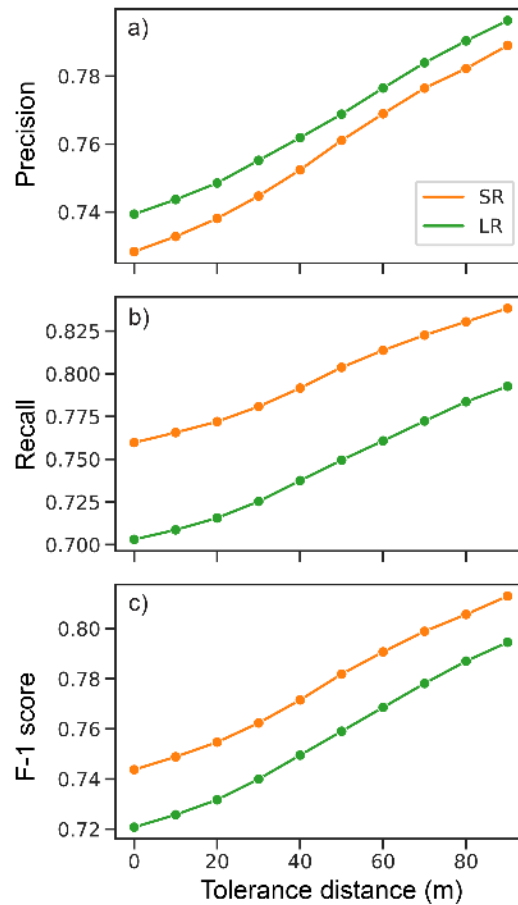 a)
0.78
0.76
0.74
Precision
SR
LR
b)
0.825
0.800
0.775
0.750
0.725
0.700
Recall
c)
0.80
0.78
0.76
0.74
0.72
F-1 score
0 20 40 60 80
Tolerance distance (m)